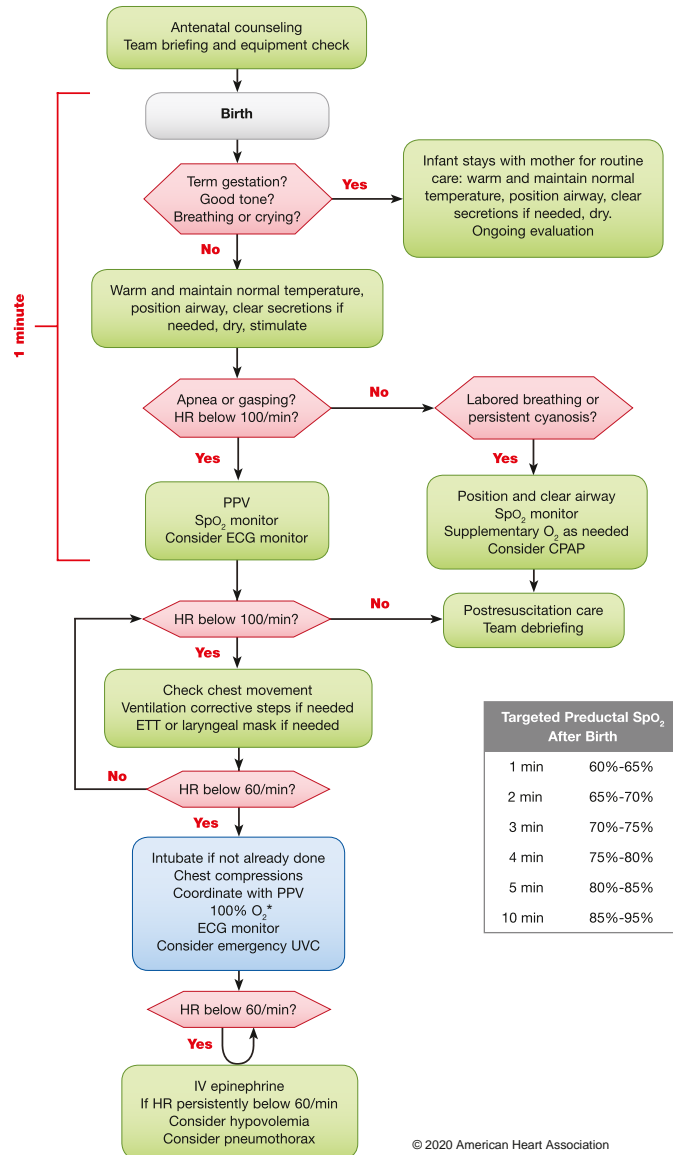 Antenatal counseling
Team briefing and equipment check
Birth
Term gestation?
Good tone?
Breathing or crying?
Yes
Infant stays with mother for routine
care: warm and maintain normal
temperature, position airway, clear
secretions if needed, dry.
Ongoing evaluation
No
1 minute
Warm and maintain normal temperature,
position airway, clear secretions if
needed, dry, stimulate
Apnea or gasping?
HR below 100/min?
No
Labored breathing or
persistent cyanosis?
Yes
Yes
PPV
SpO₂ monitor
Consider ECG monitor
Position and clear airway
SpO₂ monitor
Supplementary O₂ as needed
Consider CPAP
HR below 100/min?
No
Postresuscitation care
Team debriefing
Yes
Check chest movement
Ventilation corrective steps if needed
ETT or laryngeal mask if needed
No
HR below 60/min?
Yes
Intubate if not already done
Chest compressions
Coordinate with PPV
100% O₂*
ECG monitor
Consider emergency UVC
HR below 60/min?
Yes
IV epinephrine
If HR persistently below 60/min
Consider hypovolemia
Consider pneumothorax
Targeted Preductal SpO₂
After Birth
1 min 60%-65%
2 min 65%-70%
3 min 70%-75%
4 min 75%-80%
5 min 80%-85%
10 min 85%-95%
© 2020 American Heart Association